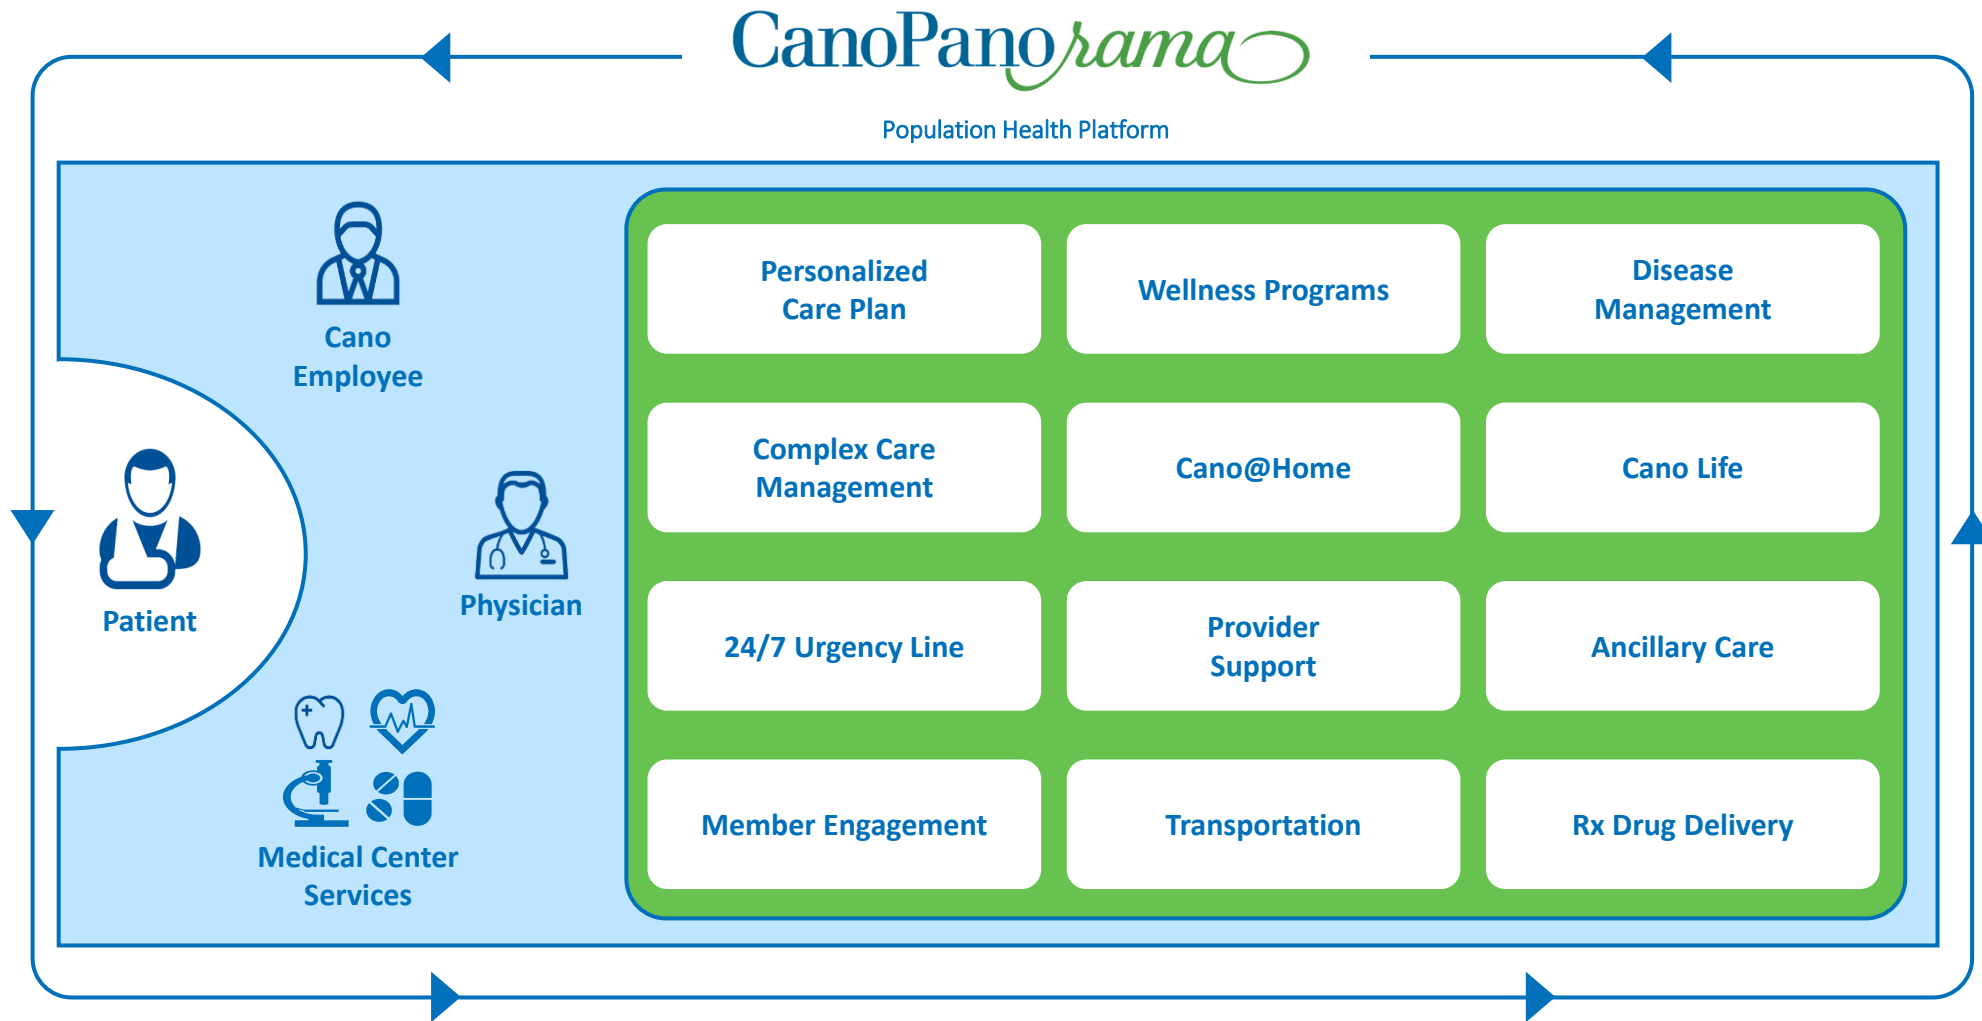 CanoPanorama
Population Health Platform
Cano
Employee
Patient
Physician
Medical Center
Services
Personalized
Care Plan
Wellness Programs
Disease
Management
Complex Care
Management
Cano@Home
Cano Life
24/7 Urgency Line
Provider
Support
Ancillary Care
Member Engagement
Transportation
Rx Drug Delivery